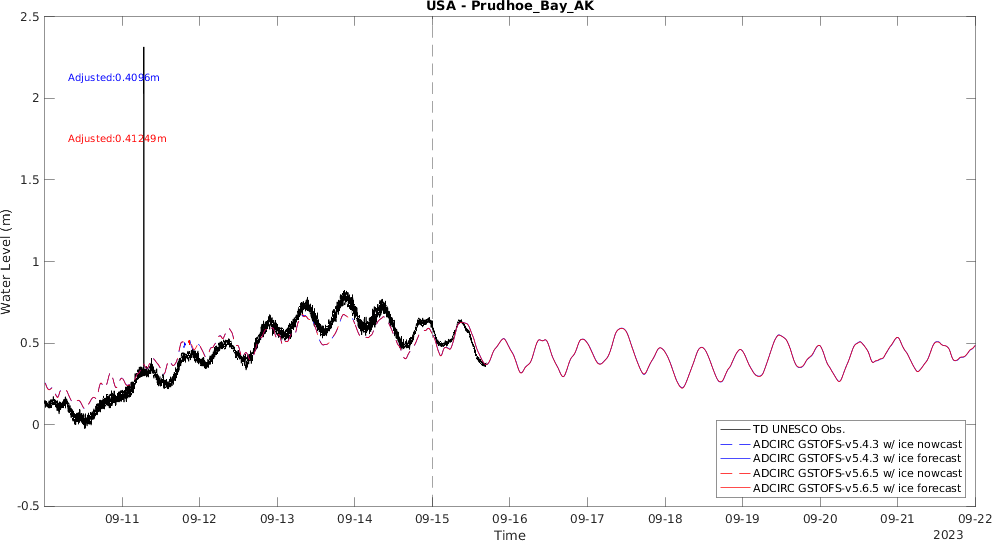 USA - Prudhoe_Bay_AK
2.5
2
1.5
1
0.5
0
-0.5
Water Level (m)
Adjusted:0.4096m
Adjusted:0.41249m
TD UNESCO Obs.
ADCIRC GSTOFS-v5.4.3 w/ ice nowcast
ADCIRC GSTOFS-v5.4.3 w/ ice forecast
ADCIRC GSTOFS-v5.6.5 w/ ice nowcast
ADCIRC GSTOFS-v5.6.5 w/ ice forecast
09-11 09-12 09-13 09-14 09-15 09-16 09-17 09-18 09-19 09-20 09-21 09-22
Time
2023